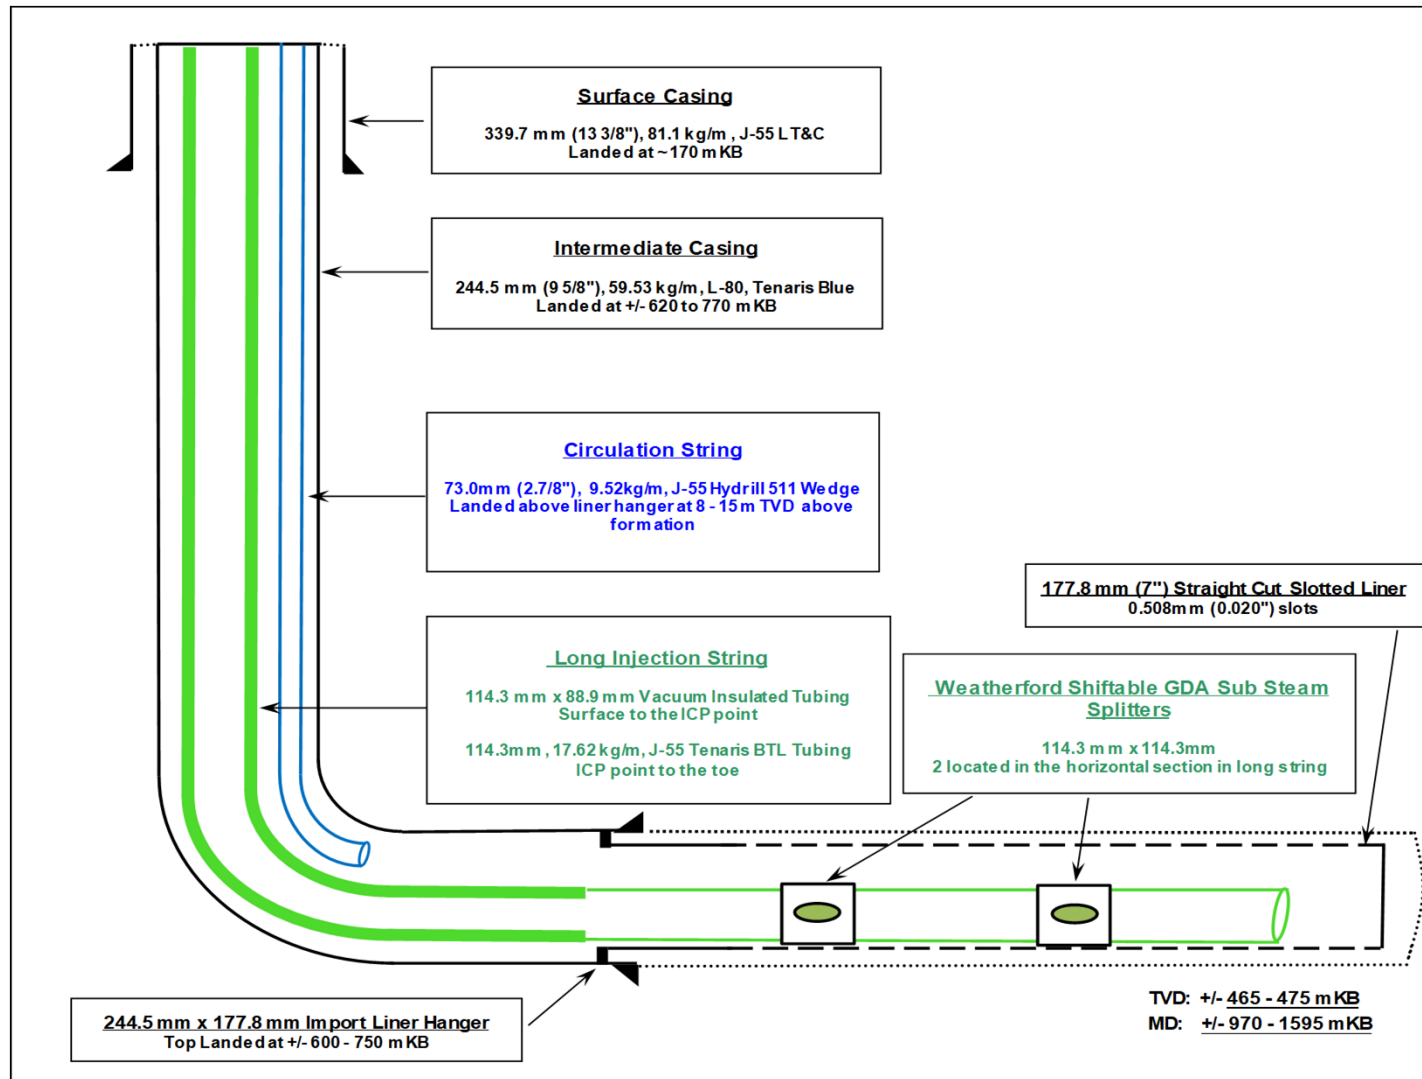 Surface Casing
339.7 mm (13 3/8"), 81.1 kg/m , J-55 LT&C
Landed at ~170 mKB
Intermediate Casing
244.5 mm (9 5/8"), 59.53 kg/m, L-80, Tenaris Blue
Landed at +/- 620 to 770 mKB
Circulation String
73.0mm (2.7/8"), 9.52kg/m, J-55 Hydrill 511 Wedge
Landed above liner hanger at 8 - 15m TVD above
formation
177.8 mm (7") Straight Cut Slotted Liner
0.508mm (0.020") slots
Long Injection String
114.3 mm x 88.9 mm Vacuum Insulated Tubing
Surface to the ICP point
114.3mm , 17.62 kg/m, J-55 Tenaris BTL Tubing
ICP point to the toe
Weatherford Shiftable GDA Sub Steam
Splitters
114.3 mm x 114.3mm
2 located in the horizontal section in long string
244.5 mm x 177.8 mm Import Liner Hanger
Top Landed at +/- 600 - 750 mKB
TVD: +/- 465 - 475 mKB
MD: +/- 970 - 1595 mKB